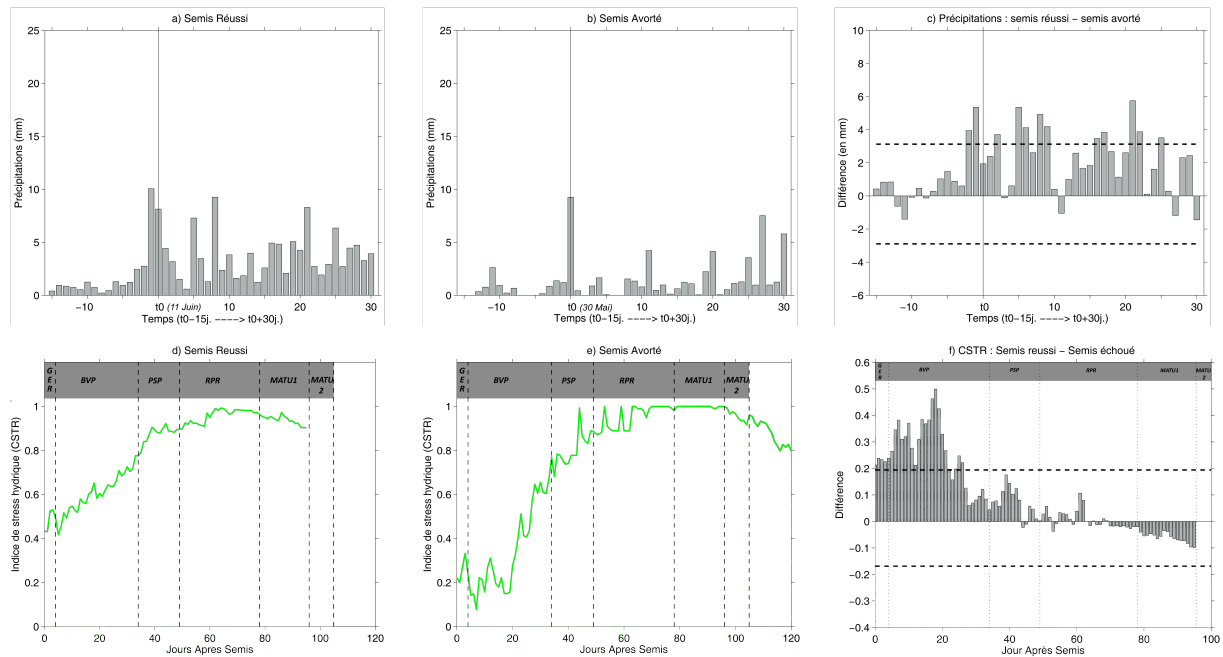 a) Semis Réussi
25
20
15
10
5
0
Précipitations (mm)
−10 t0 (11 Juin) 10 20 30
Temps (t0−15j. −−−−> t0+30j.)
b) Semis Avorté
25
20
15
10
5
0
Précipitations (mm)
−10 t0 (30 Mai) 10 20 30
Temps (t0−15j. −−−−> t0+30j.)
c) Précipitations : semis réussi − semis avorté
10
8
6
4
2
0
−2
−4
−6
Différence (en mm)
−10 t0 10 20 30
Temps (t0−15j. −−−−> t0+30j.)
d) Semis Reussi
GER BVP PSP RPR MATU1 MATU 2
1
0.8
0.6
0.4
0.2
0
Indice de stress hydrique (CSTR)
0 20 40 60 80 100 120
Jours Apres Semis
e) Semis Avorté
GER BVP PSP RPR MATU1 MATU 2
1
0.8
0.6
0.4
0.2
0
Indice de stress hydrique (CSTR)
0 20 40 60 80 100 120
Jours Apres Semis
f) CSTR : Semis reussi − Semis échoué
GER BVP PSP RPR MATU1 MATU 2
0.6
0.5
0.4
0.3
0.2
0.1
0
−0.1
−0.2
−0.3
−0.4
Différence
0 20 40 60 80 100
Jour Après Semis